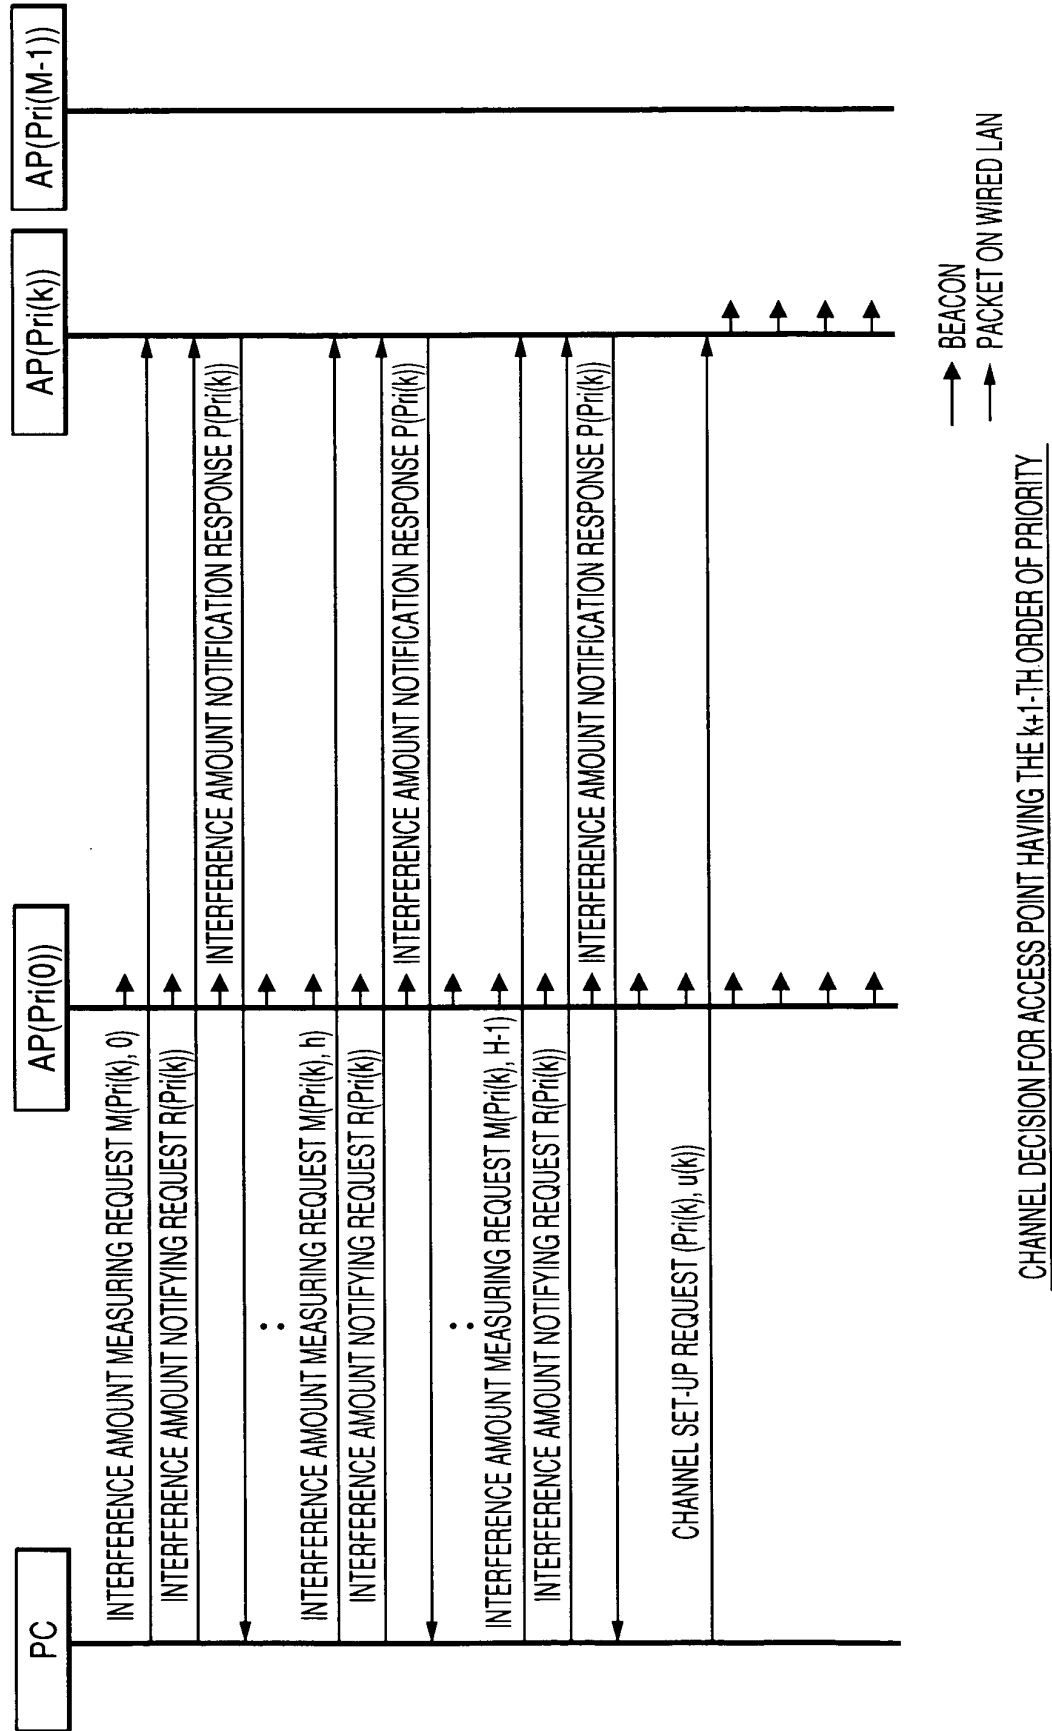 PC
AP(Pri(0))
AP(Pri(k))
AP(Pri(M-1))
INTERFERENCE AMOUNT MEASURING REQUEST M(Pri(k), 0)
INTERFERENCE AMOUNT NOTIFYING REQUEST R(Pri(k))
INTERFERENCE AMOUNT NOTIFICATION RESPONSE P(Pri(k))
:
INTERFERENCE AMOUNT MEASURING REQUEST M(Pri(k), h)
INTERFERENCE AMOUNT NOTIFYING REQUEST R(Pri(k))
INTERFERENCE AMOUNT NOTIFICATION RESPONSE P(Pri(k))
:
INTERFERENCE AMOUNT MEASURING REQUEST M(Pri(k), H-1)
INTERFERENCE AMOUNT NOTIFYING REQUEST R(Pri(k))
INTERFERENCE AMOUNT NOTIFICATION RESPONSE P(Pri(k))
CHANNEL SET-UP REQUEST (Pri(k), u(k))
BEACON
PACKET ON WIRED LAN
CHANNEL DECISION FOR ACCESS POINT HAVING THE k+1-TH ORDER OF PRIORITY